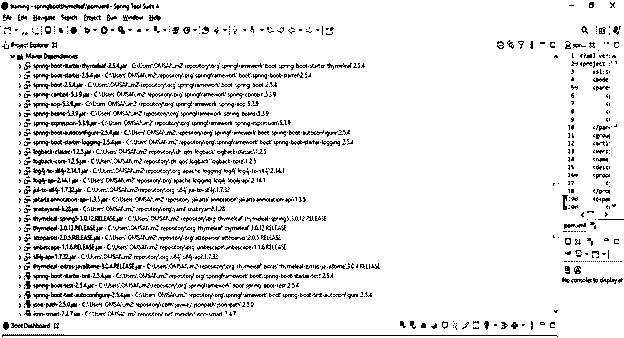 training - springbootthymeleaf/pom.xml - Spring Tool Suite 4
File Edit Navigate Search Project Run Window Help
Project Explorer
Maven Dependencies
spring-boot-starter-thymeleaf-2.5.4.jar - C:\Users\OMSAI\.m2\repository\org\springframework\boot\spring-boot-starter-thymeleaf\2.5.4
spring-boot-starter-2.5.4.jar - C:\Users\OMSAI\.m2\repository\org\springframework\boot\spring-boot-starter\2.5.4
spring-boot-2.5.4.jar - C:\Users\OMSAI\.m2\repository\org\springframework\boot\spring-boot\2.5.4
spring-context-5.3.9.jar - C:\Users\OMSAI\.m2\repository\org\springframework\spring-context\5.3.9
spring-aop-5.3.9.jar - C:\Users\OMSAI\.m2\repository\org\springframework\spring-aop\5.3.9
spring-beans-5.3.9.jar - C:\Users\OMSAI\.m2\repository\org\springframework\spring-beans\5.3.9
spring-expression-5.3.9.jar - C:\Users\OMSAI\.m2\repository\org\springframework\spring-expression\5.3.9
spring-boot-autoconfigure-2.5.4.jar - C:\Users\OMSAI\.m2\repository\org\springframework\boot\spring-boot-autoconfigure\2.5.4
spring-boot-starter-logging-2.5.4.jar - C:\Users\OMSAI\.m2\repository\org\springframework\boot\spring-boot-starter-logging\2.5.4
logback-classic-1.2.5.jar - C:\Users\OMSAI\.m2\repository\ch\qos\logback\logback-classic\1.2.5
logback-core-1.2.5.jar - C:\Users\OMSAI\.m2\repository\ch\qos\logback\logback-core\1.2.5
log4j-to-slf4j-2.14.1.jar - C:\Users\OMSAI\.m2\repository\org\apache\logging\log4j\log4j-to-slf4j\2.14.1
log4j-api-2.14.1.jar - C:\Users\OMSAI\.m2\repository\org\apache\logging\log4j\log4j-api\2.14.1
jul-to-slf4j-1.7.32.jar - C:\Users\OMSAI\.m2\repository\org\slf4j\jul-to-slf4j\1.7.32
jakarta.annotation-api-1.3.5.jar - C:\Users\OMSAI\.m2\repository\jakarta\annotation\jakarta.annotation-api\1.3.5
snakeyaml-1.28.jar - C:\Users\OMSAI\.m2\repository\org\yaml\snakeyaml\1.28
thymeleaf-spring5-3.0.12.RELEASE.jar - C:\Users\OMSAI\.m2\repository\org\thymeleaf\thymeleaf-spring5\3.0.12.RELEASE
thymeleaf-3.0.12.RELEASE.jar - C:\Users\OMSAI\.m2\repository\org\thymeleaf\thymeleaf\3.0.12.RELEASE
attoparser-2.0.5.RELEASE.jar - C:\Users\OMSAI\.m2\repository\org\attoparser\attoparser\2.0.5.RELEASE
unbescape-1.1.6.RELEASE.jar - C:\Users\OMSAI\.m2\repository\org\unbescape\unbescape\1.1.6.RELEASE
slf4j-api-1.7.32.jar - C:\Users\OMSAI\.m2\repository\org\slf4j\slf4j-api\1.7.32
thymeleaf-extras-java8time-3.0.4.RELEASE.jar - C:\Users\OMSAI\.m2\repository\org\thymeleaf\extras\thymeleaf-extras-java8time\3.0.4.RELEASE
spring-boot-starter-test-2.5.4.jar - C:\Users\OMSAI\.m2\repository\org\springframework\boot\spring-boot-starter-test\2.5.4
spring-boot-test-2.5.4.jar - C:\Users\OMSAI\.m2\repository\org\springframework\boot\spring-boot-test\2.5.4
spring-boot-test-autoconfigure-2.5.4.jar - C:\Users\OMSAI\.m2\repository\org\springframework\boot\spring-boot-test-autoconfigure\2.5.4
json-path-2.5.0.jar - C:\Users\OMSAI\.m2\repository\com\jayway\jsonpath\json-path\2.5.0
json-smart-2.4.7.jar - C:\Users\OMSAI\.m2\repository\net\minidev\json-smart\2.4.7
Boot Dashboard
pom.xml
No consoles to display at